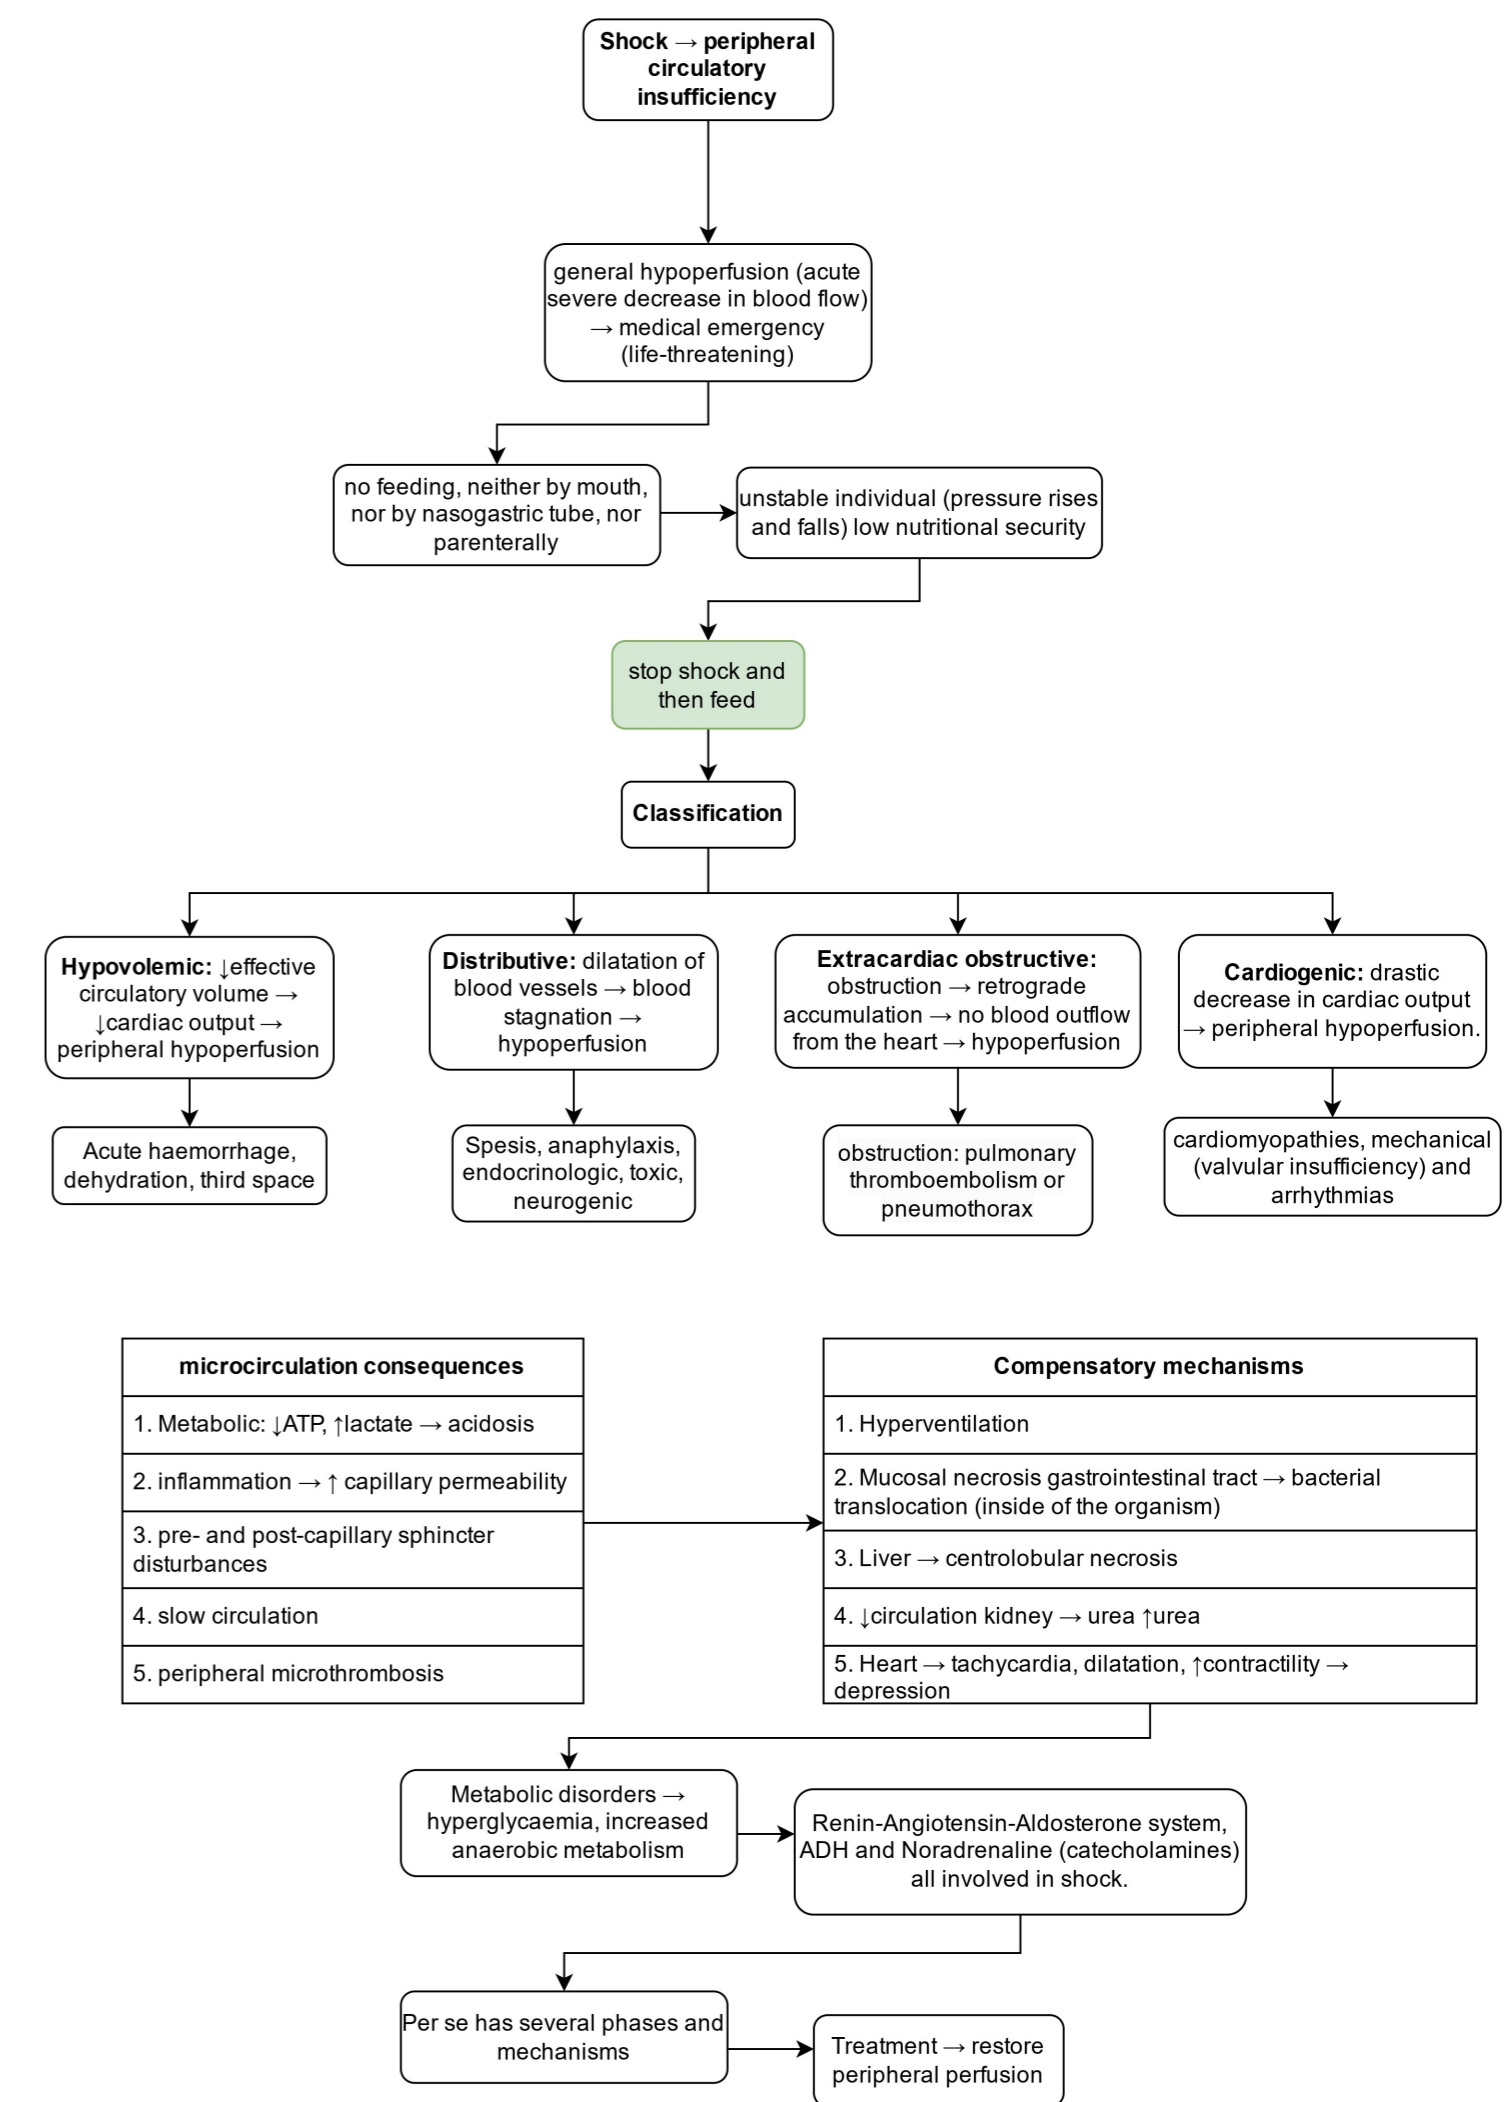 Shock → peripheral
circulatory
insufficiency
general hypoperfusion (acute
severe decrease in blood flow)
→ medical emergency
(life-threatening)
no feeding, neither by mouth,
nor by nasogastric tube, nor
parenterally
unstable individual (pressure rises
and falls) low nutritional security
stop shock and
then feed
Classification
Hypovolemic: ↓effective
circulatory volume →
↓cardiac output →
peripheral hypoperfusion
Distributive: dilatation of
blood vessels → blood
stagnation →
hypoperfusion
Extracardiac obstructive:
obstruction → retrograde
accumulation → no blood outflow
from the heart → hypoperfusion
Cardiogenic: drastic
decrease in cardiac output
→ peripheral hypoperfusion.
Acute haemorrhage,
dehydration, third space
Spesis, anaphylaxis,
endocrinologic, toxic,
neurogenic
obstruction: pulmonary
thromboembolism or
pneumothorax
cardiomyopathies, mechanical
(valvular insufficiency) and
arrhythmias
microcirculation consequences
1. Metabolic: ↓ATP, ↑lactate → acidosis
2. inflammation → ↑ capillary permeability
3. pre- and post-capillary sphincter
disturbances
4. slow circulation
5. peripheral microthrombosis
Compensatory mechanisms
1. Hyperventilation
2. Mucosal necrosis gastrointestinal tract → bacterial
translocation (inside of the organism)
3. Liver → centrolobular necrosis
4. ↓circulation kidney → urea ↑urea
5. Heart → tachycardia, dilatation, ↑contractility →
depression
Metabolic disorders →
hyperglycaemia, increased
anaerobic metabolism
Renin-Angiotensin-Aldosterone system,
ADH and Noradrenaline (catecholamines)
all involved in shock.
Per se has several phases and
mechanisms
Treatment → restore
peripheral perfusion